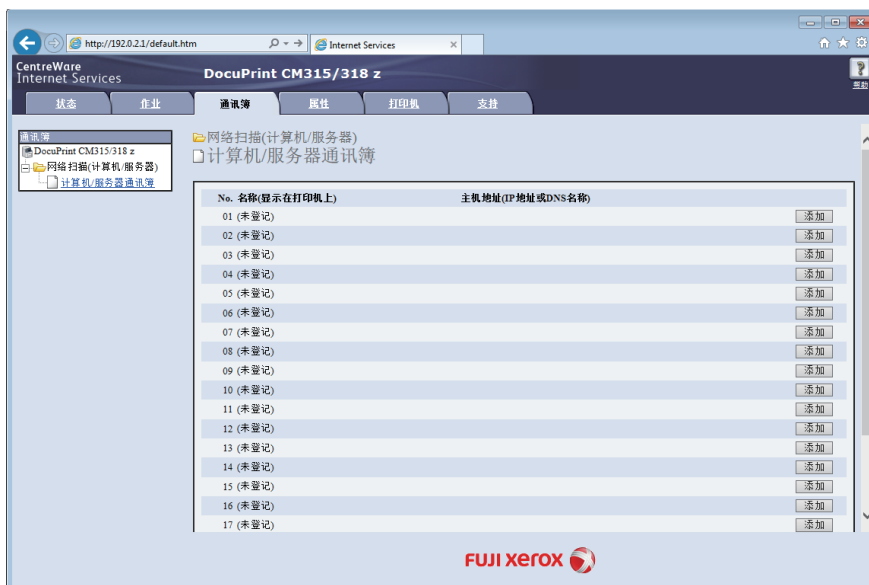 http://192.0.2.1/default.htm
Internet Services
CentreWare
Internet Services
DocuPrint CM315/318 z
帮助
状态 作业 通讯簿 属性 打印机 支持
通讯簿
DocuPrint CM315/318 z
网络扫描(计算机/服务器)
计算机/服务器通讯簿
网络扫描(计算机/服务器)
计算机/服务器通讯簿
No. 名称(显示在打印机上) 主机地址(IP地址或DNS名称)
01 (未登记) 添加
02 (未登记) 添加
03 (未登记) 添加
04 (未登记) 添加
05 (未登记) 添加
06 (未登记) 添加
07 (未登记) 添加
08 (未登记) 添加
09 (未登记) 添加
10 (未登记) 添加
11 (未登记) 添加
12 (未登记) 添加
13 (未登记) 添加
14 (未登记) 添加
15 (未登记) 添加
16 (未登记) 添加
17 (未登记) 添加
FUJI xerox